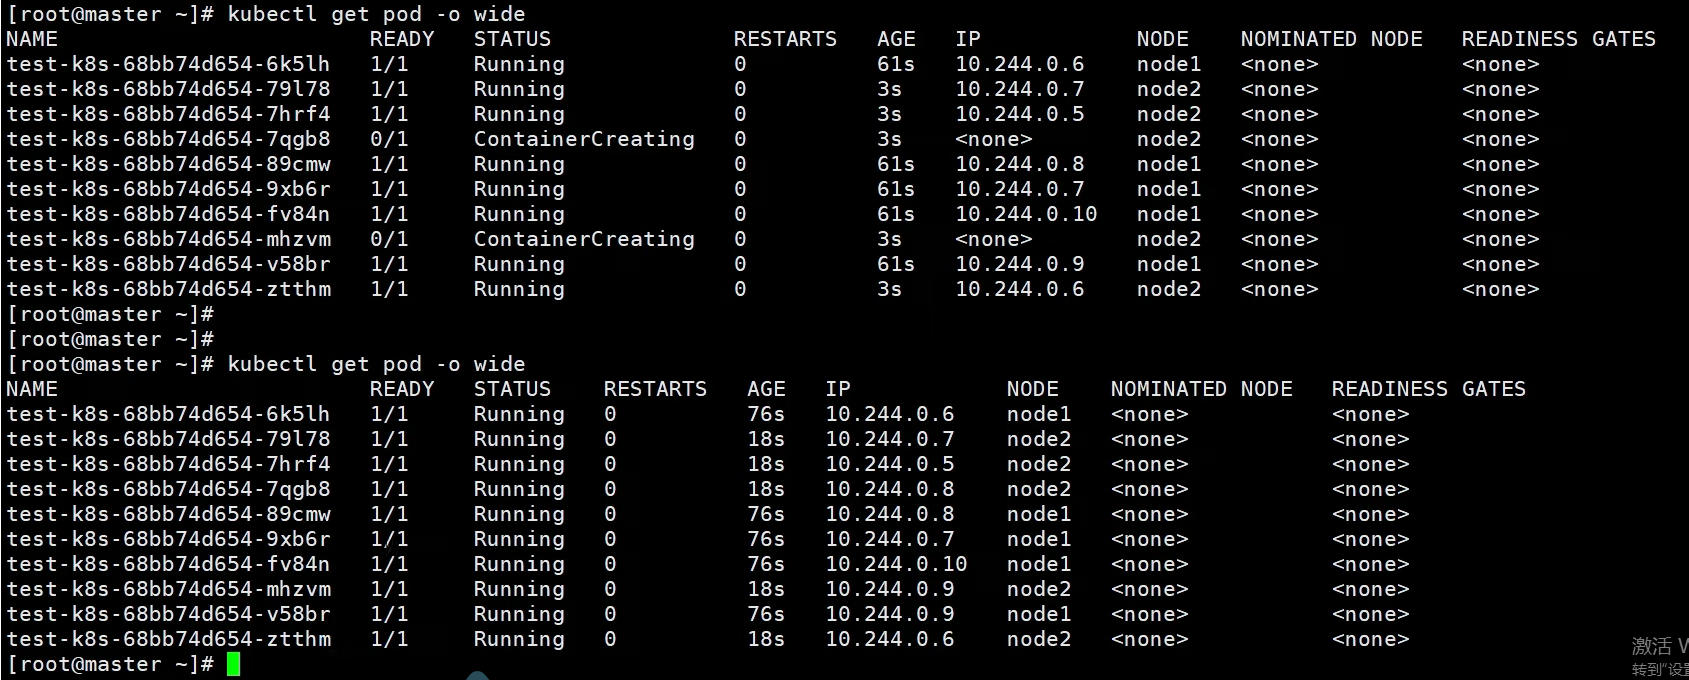 [root@master ~]# kubectl get pod -o wide
NAME READY STATUS RESTARTS AGE IP NODE NOMINATED NODE READINESS GATES
test-k8s-68bb74d654-6k5lh 1/1 Running 0 61s 10.244.0.6 node1 <none> <none>
test-k8s-68bb74d654-79l78 1/1 Running 0 3s 10.244.0.7 node2 <none> <none>
test-k8s-68bb74d654-7hrf4 1/1 Running 0 3s 10.244.0.5 node2 <none> <none>
test-k8s-68bb74d654-7qgb8 0/1 ContainerCreating 0 3s <none> node2 <none> <none>
test-k8s-68bb74d654-89cmw 1/1 Running 0 61s 10.244.0.8 node1 <none> <none>
test-k8s-68bb74d654-9xb6r 1/1 Running 0 61s 10.244.0.7 node1 <none> <none>
test-k8s-68bb74d654-fv84n 1/1 Running 0 61s 10.244.0.10 node1 <none> <none>
test-k8s-68bb74d654-mhzvm 0/1 ContainerCreating 0 3s <none> node2 <none> <none>
test-k8s-68bb74d654-v58br 1/1 Running 0 61s 10.244.0.9 node1 <none> <none>
test-k8s-68bb74d654-ztthm 1/1 Running 0 3s 10.244.0.6 node2 <none> <none>
[root@master ~]#
[root@master ~]#
[root@master ~]# kubectl get pod -o wide
NAME READY STATUS RESTARTS AGE IP NODE NOMINATED NODE READINESS GATES
test-k8s-68bb74d654-6k5lh 1/1 Running 0 76s 10.244.0.6 node1 <none> <none>
test-k8s-68bb74d654-79l78 1/1 Running 0 18s 10.244.0.7 node2 <none> <none>
test-k8s-68bb74d654-7hrf4 1/1 Running 0 18s 10.244.0.5 node2 <none> <none>
test-k8s-68bb74d654-7qgb8 1/1 Running 0 18s 10.244.0.8 node2 <none> <none>
test-k8s-68bb74d654-89cmw 1/1 Running 0 76s 10.244.0.8 node1 <none> <none>
test-k8s-68bb74d654-9xb6r 1/1 Running 0 76s 10.244.0.7 node1 <none> <none>
test-k8s-68bb74d654-fv84n 1/1 Running 0 76s 10.244.0.10 node1 <none> <none>
test-k8s-68bb74d654-mhzvm 1/1 Running 0 18s 10.244.0.9 node2 <none> <none>
test-k8s-68bb74d654-v58br 1/1 Running 0 76s 10.244.0.9 node1 <none> <none>
test-k8s-68bb74d654-ztthm 1/1 Running 0 18s 10.244.0.6 node2 <none> <none>
[root@master ~]#
激活 W
转到"设置